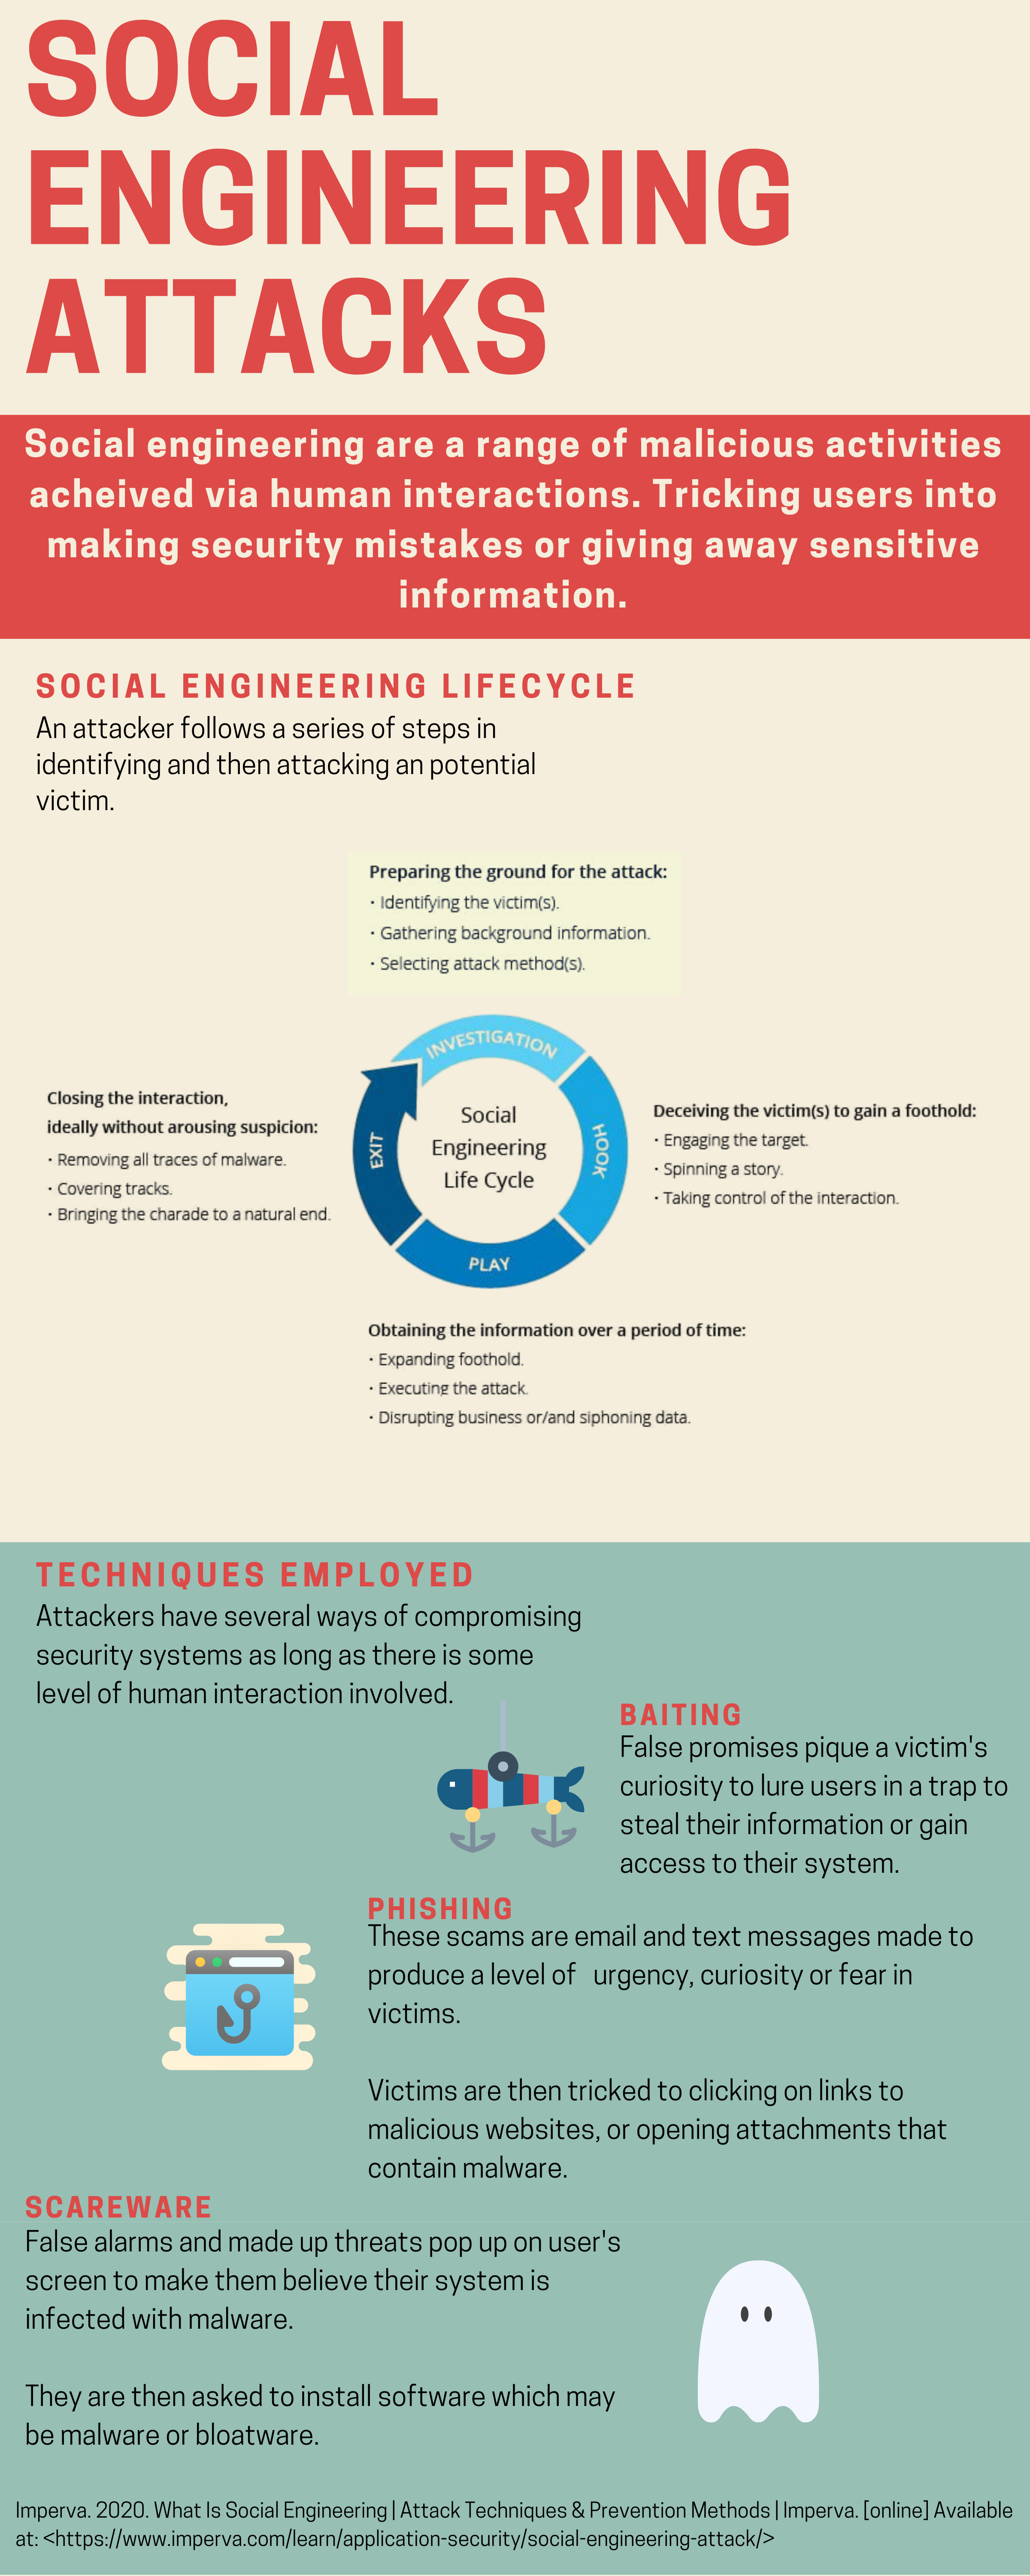 SOCIAL
ENGINEERING
ATTACKS
Social engineering are a range of malicious activities
acheived via human interactions. Tricking users into
making security mistakes or giving away sensitive
information.
SOCIAL ENGINEERING LIFECYCLE
An attacker follows a series of steps in
identifying and then attacking an potential
victim.
Preparing the ground for the attack:
· Identifying the victim(s).
· Gathering background information.
· Selecting attack method(s).
INVESTIGATION
HOOK
PLAY
EXIT
Social
Engineering
Life Cycle
Deceiving the victim(s) to gain a foothold:
· Engaging the target.
· Spinning a story.
· Taking control of the interaction.
Obtaining the information over a period of time:
· Expanding foothold.
· Executing the attack.
· Disrupting business or/and siphoning data.
Closing the interaction,
ideally without arousing suspicion:
· Removing all traces of malware.
· Covering tracks.
· Bringing the charade to a natural end.
TECHNIQUES EMPLOYED
Attackers have several ways of compromising
security systems as long as there is some
level of human interaction involved.
BAITING
False promises pique a victim's
curiosity to lure users in a trap to
steal their information or gain
access to their system.
PHISHING
These scams are email and text messages made to
produce a level of urgency, curiosity or fear in
victims.
Victims are then tricked to clicking on links to
malicious websites, or opening attachments that
contain malware.
SCAREWARE
False alarms and made up threats pop up on user's
screen to make them believe their system is
infected with malware.
They are then asked to install software which may
be malware or bloatware.
Imperva. 2020. What Is Social Engineering | Attack Techniques & Prevention Methods | Imperva. [online] Available
at: <https://www.imperva.com/learn/application-security/social-engineering-attack/>